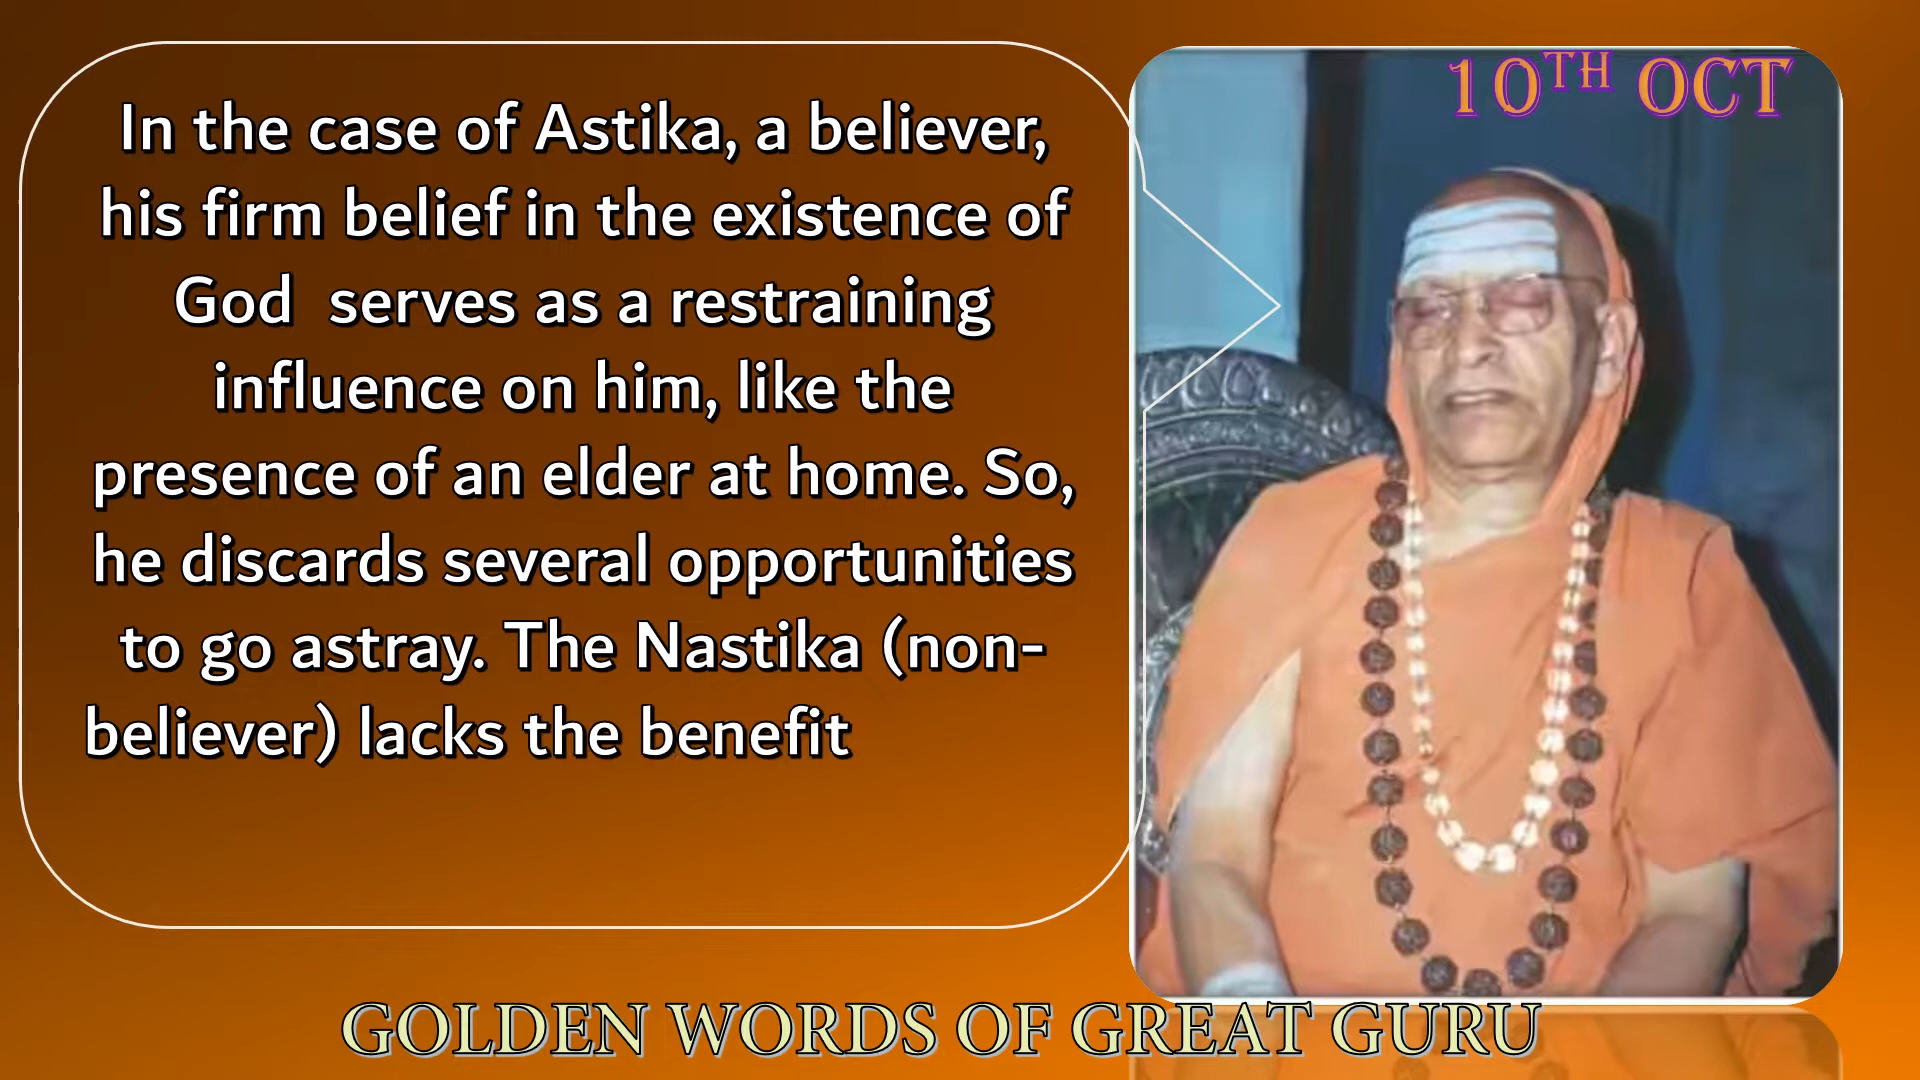 10TH OCT
In the case of Astika, a believer,
his firm belief in the existence of
God  serves as a restraining
influence on him, like the
presence of an elder at home. So,
he discards several opportunities
to go astray. The Nastika (non-
believer) lacks the benefit
GOLDEN WORDS OF GREAT GURU